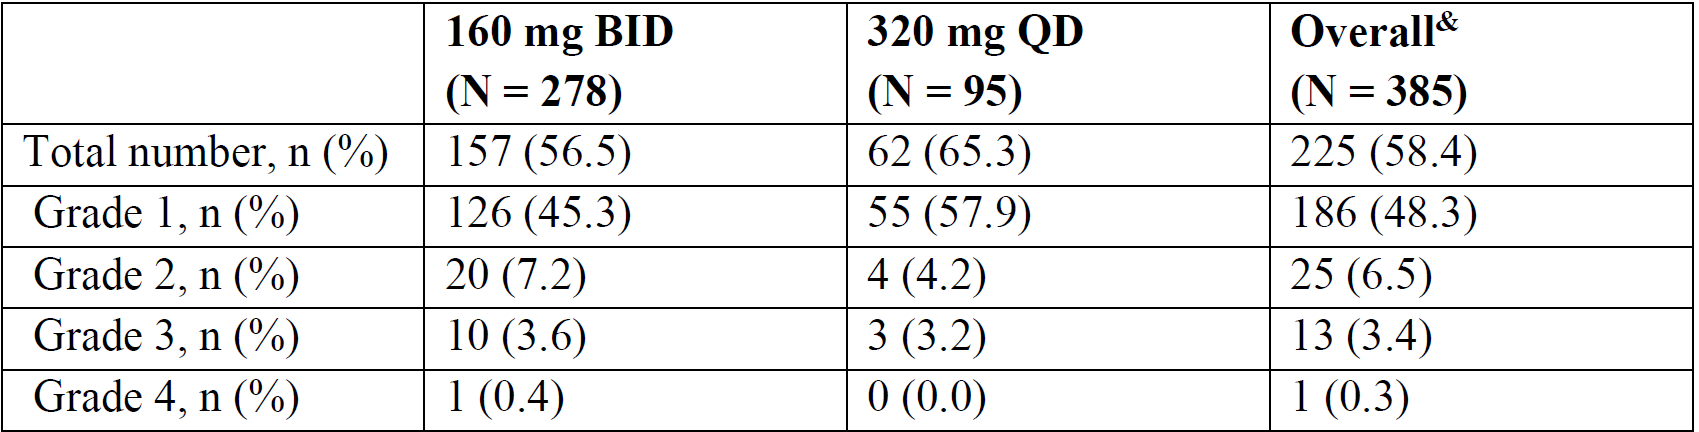 160 mg BID (N = 278) 320 mg QD (N = 95) Overall& (N = 385)
Total number, n (%) 157 (56.5) 62 (65.3) 225 (58.4)
Grade 1, n (%) 126 (45.3) 55 (57.9) 186 (48.3)
Grade 2, n (%) 20 (7.2) 4 (4.2) 25 (6.5)
Grade 3, n (%) 10 (3.6) 3 (3.2) 13 (3.4)
Grade 4, n (%) 1 (0.4) 0 (0.0) 1 (0.3)